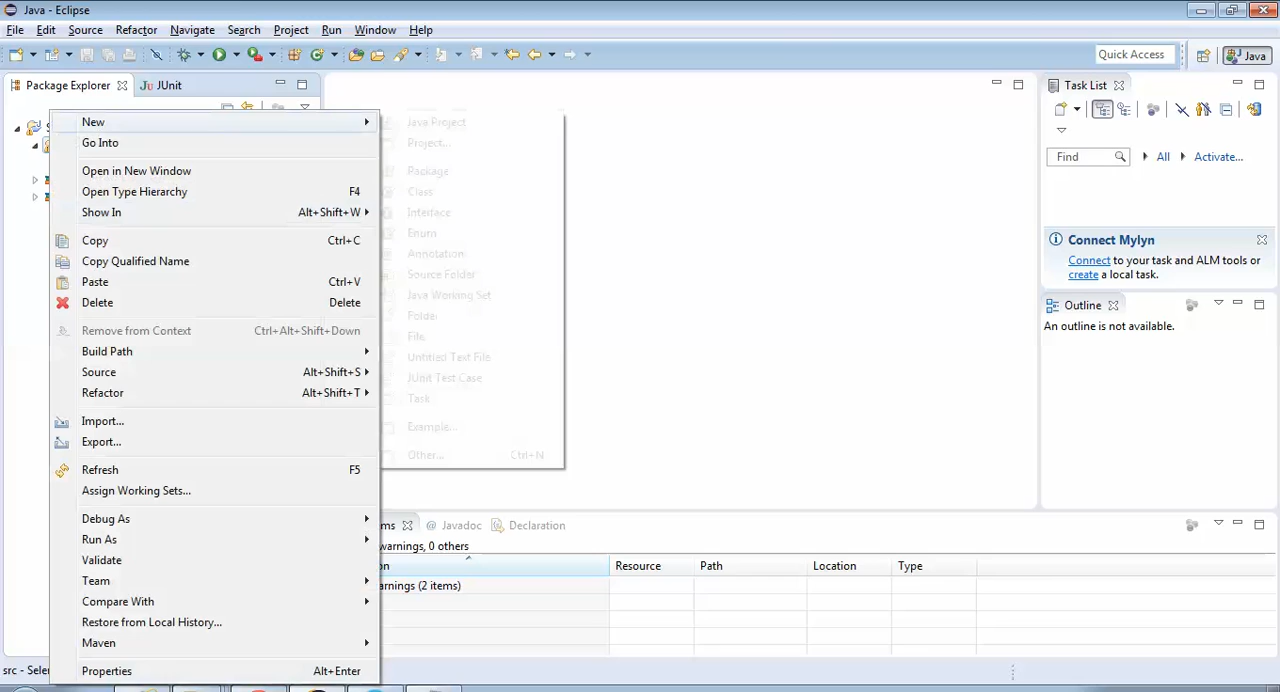 Java - Eclipse
File Edit Source Refactor Navigate Search Project Run Window Help
Quick Access
Java
Package Explorer
JUnit
Task List
Find
All
Activate...
Connect Mylyn
Connect to your task and ALM tools or
create a local task.
Outline
An outline is not available.
New
Go Into
Open in New Window
Open Type Hierarchy F4
Show In Alt+Shift+W
Copy Ctrl+C
Copy Qualified Name
Paste Ctrl+V
Delete Delete
Remove from Context Ctrl+Alt+Shift+Down
Build Path
Source Alt+Shift+S
Refactor Alt+Shift+T
Import...
Export...
Refresh F5
Assign Working Sets...
Debug As
Run As
Validate
Team
Compare With
Restore from Local History...
Maven
Properties Alt+Enter
Java Project
Project...
Package
Class
Interface
Enum
Annotation
Source Folder
Java Working Set
Folder
File
Untitled Text File
JUnit Test Case
Task
Example...
Other... Ctrl+N
ms @ Javadoc Declaration
warnings, 0 others
on Resource Path Location Type
arnings (2 items)
src - Sele